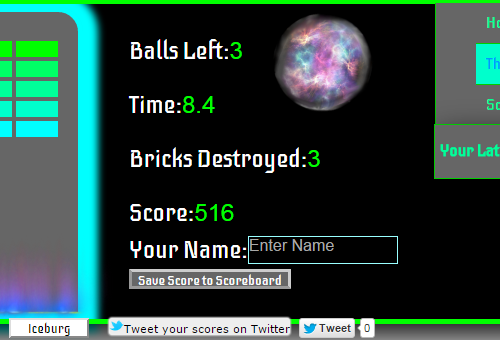 Balls Left:3
Time:8.4
Bricks Destroyed:3
Score:516
Your Name:Enter Name
Save Score to Scoreboard
Your Lat
Iceburg
Tweet your scores on Twitter
Tweet 0